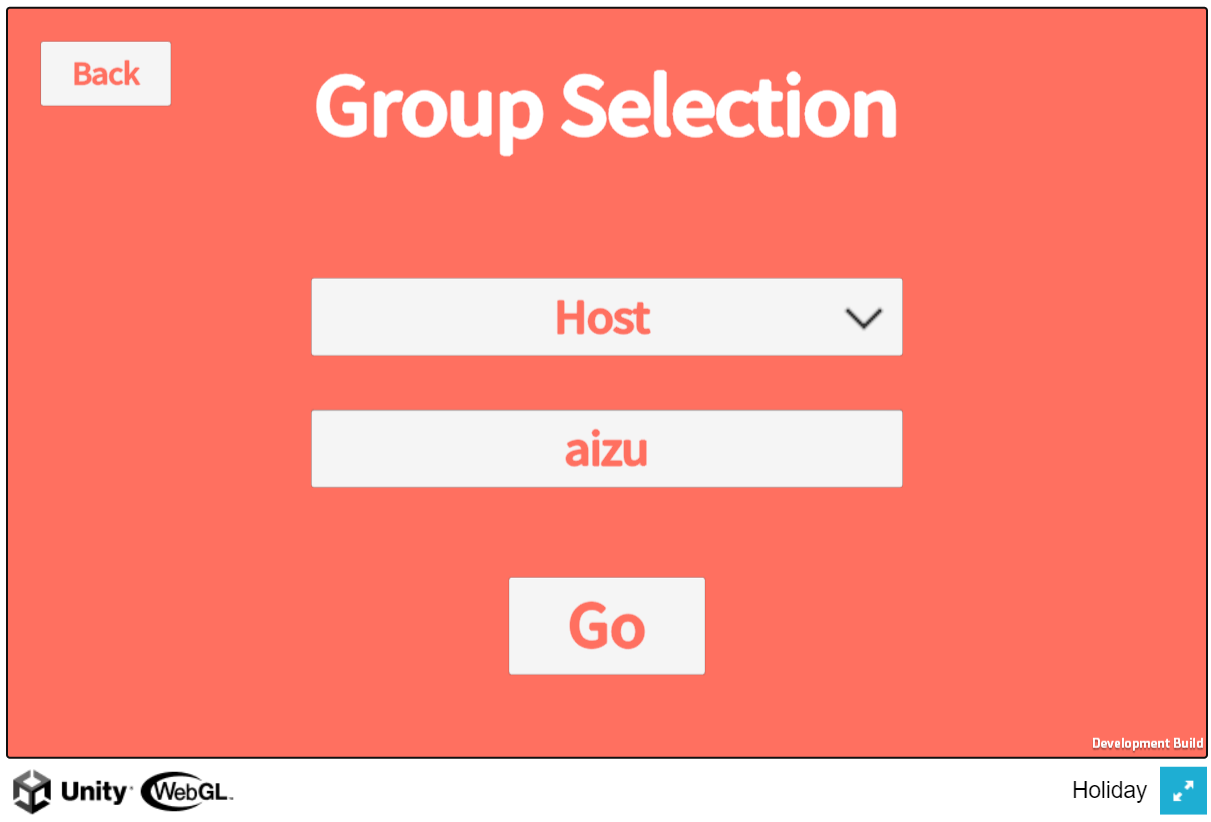 Back
Group Selection
Host
aizu
Go
Development Build
Unity WebGL
Holiday